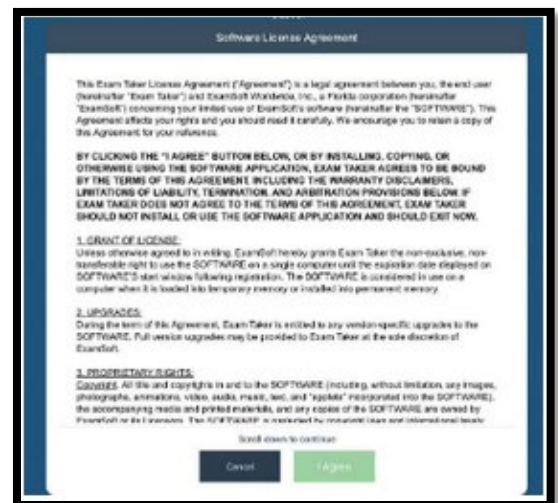 Software License Agreement
This Exam Taker License Agreement ("Agreement") is a legal agreement between you, the end user
(hereinafter "Exam Taker") and ExamSoft Worldwide, Inc., a Florida corporation (hereinafter
"ExamSoft") concerning your limited use of ExamSoft's software (hereinafter the "SOFTWARE"). This
Agreement affects your rights and you should read it carefully. We encourage you to retain a copy of
this Agreement for your reference.
BY CLICKING THE "I AGREE" BUTTON BELOW, OR BY INSTALLING, COPYING, OR
OTHERWISE USING THE SOFTWARE APPLICATION, EXAM TAKER AGREES TO BE BOUND
BY THE TERMS OF THIS AGREEMENT, INCLUDING THE WARRANTY DISCLAIMERS,
LIMITATIONS OF LIABILITY, TERMINATION, AND ARBITRATION PROVISIONS BELOW. IF
EXAM TAKER DOES NOT AGREE TO THE TERMS OF THIS AGREEMENT, EXAM TAKER
SHOULD NOT INSTALL OR USE THE SOFTWARE APPLICATION AND SHOULD EXIT NOW.
1. GRANT OF LICENSE:
Unless otherwise agreed to in writing, ExamSoft hereby grants Exam Taker the non-exclusive, non-
transferable right to use the SOFTWARE on a single computer until the expiration date displayed on
SOFTWARE'S start window following registration. The SOFTWARE is considered in use on a
computer when it is loaded into temporary memory or installed into permanent memory.
2. UPGRADES:
During the term of this Agreement, Exam Taker is entitled to any version-specific upgrades to the
SOFTWARE. Full version upgrades may be provided to Exam Taker at the sole discretion of
ExamSoft.
3. PROPRIETARY RIGHTS:
Copyright. All title and copyrights in and to the SOFTWARE (including, without limitation, any images,
photographs, animations, video, audio, music, text, and "applets" incorporated into the SOFTWARE),
the accompanying media and printed materials, and any copies of the SOFTWARE are owned by
ExamSoft or its Licensors. The SOFTWARE is protected by copyright laws and international treaty
Scroll down to continue
Cancel
I Agree